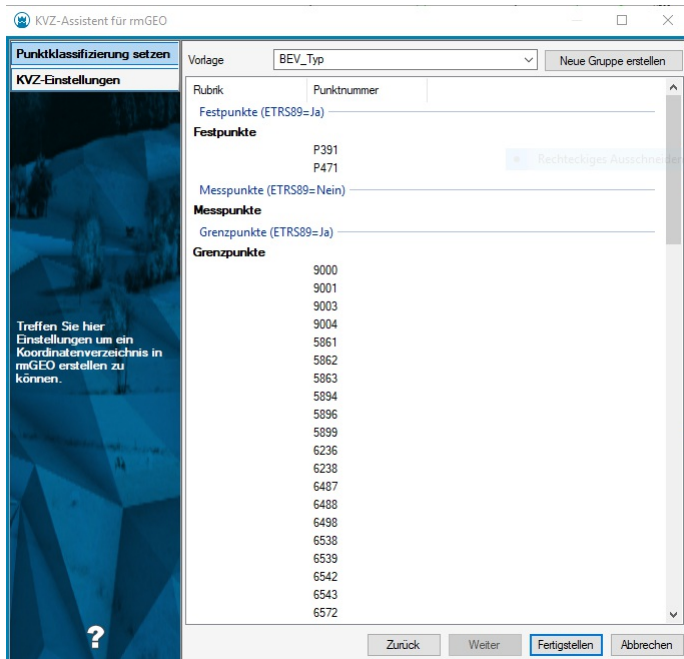 KVZ-Assistent für rmGEO
Punktklassifizierung setzen
KVZ-Einstellungen
Treffen Sie hier
Einstellungen um ein
Koordinatenverzeichnis in
rmGEO erstellen zu
können.
?
Vorlage BEV_Typ Neue Gruppe erstellen
Rubrik Punktnummer
Festpunkte (ETRS89=Ja)
Festpunkte
P391
P471
Rechteckiges Ausschneiden
Messpunkte (ETRS89=Nein)
Messpunkte
Grenzpunkte (ETRS89=Ja)
Grenzpunkte
9000
9001
9003
9004
5861
5862
5863
5894
5896
5899
6236
6238
6487
6488
6498
6538
6539
6542
6543
6572
Zurück Weiter Fertigstellen Abbrechen